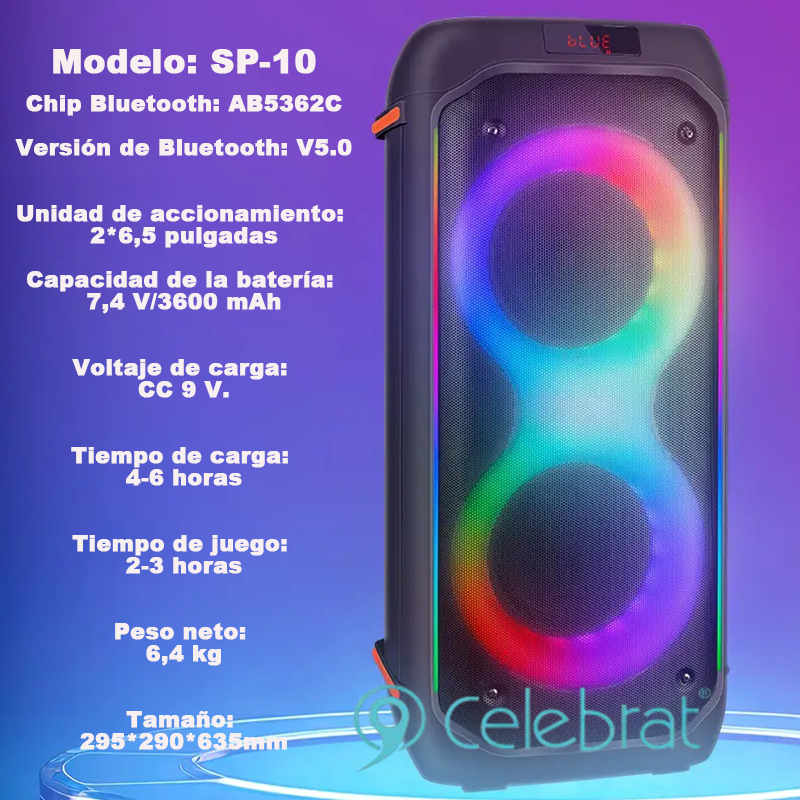 Modelo: SP-10
Chip Bluetooth: AB5362C
Versión de Bluetooth: V5.0
Unidad de accionamiento:
2*6,5 pulgadas
Capacidad de la batería:
7,4 V/3600 mAh
Voltaje de carga:
CC 9 V.
Tiempo de carga:
4-6 horas
Tiempo de juego:
2-3 horas
Peso neto:
6,4 kg
Tamaño:
295*290*635mm
bLUE
Celebrat®